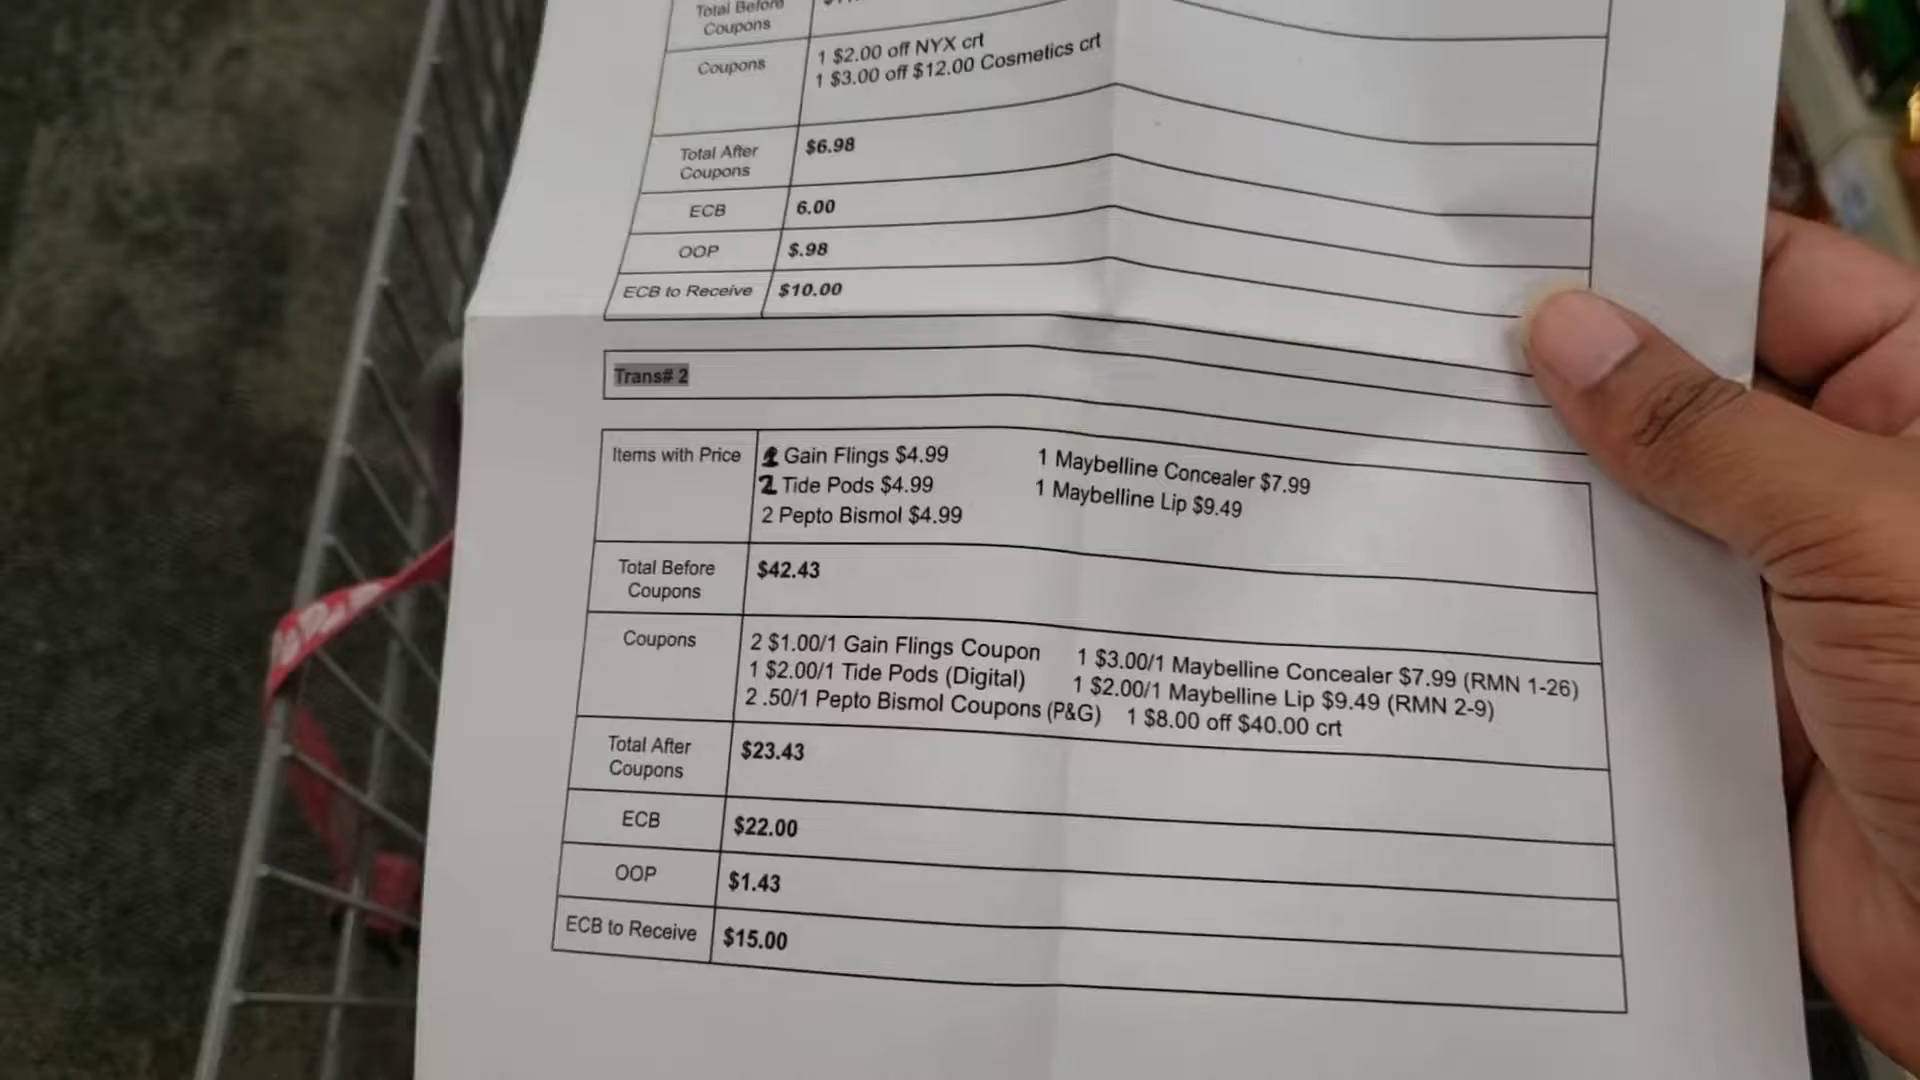 Total Before
Coupons
Coupons
1 $2.00 off NYX crt
1 $3.00 off $12.00 Cosmetics crt
Total After
Coupons
$6.98
ECB
6.00
OOP
$.98
ECB to Receive
$10.00
Trans# 2
Items with Price
Gain Flings $4.99
2 Tide Pods $4.99
2 Pepto Bismol $4.99
1 Maybelline Concealer $7.99
1 Maybelline Lip $9.49
Total Before
Coupons
$42.43
Coupons
2 $1.00/1 Gain Flings Coupon
1 $2.00/1 Tide Pods (Digital)
2 .50/1 Pepto Bismol Coupons (P&G)
1 $3.00/1 Maybelline Concealer $7.99 (RMN 1-26)
1 $2.00/1 Maybelline Lip $9.49 (RMN 2-9)
1 $8.00 off $40.00 crt
Total After
Coupons
$23.43
ECB
$22.00
OOP
$1.43
ECB to Receive
$15.00